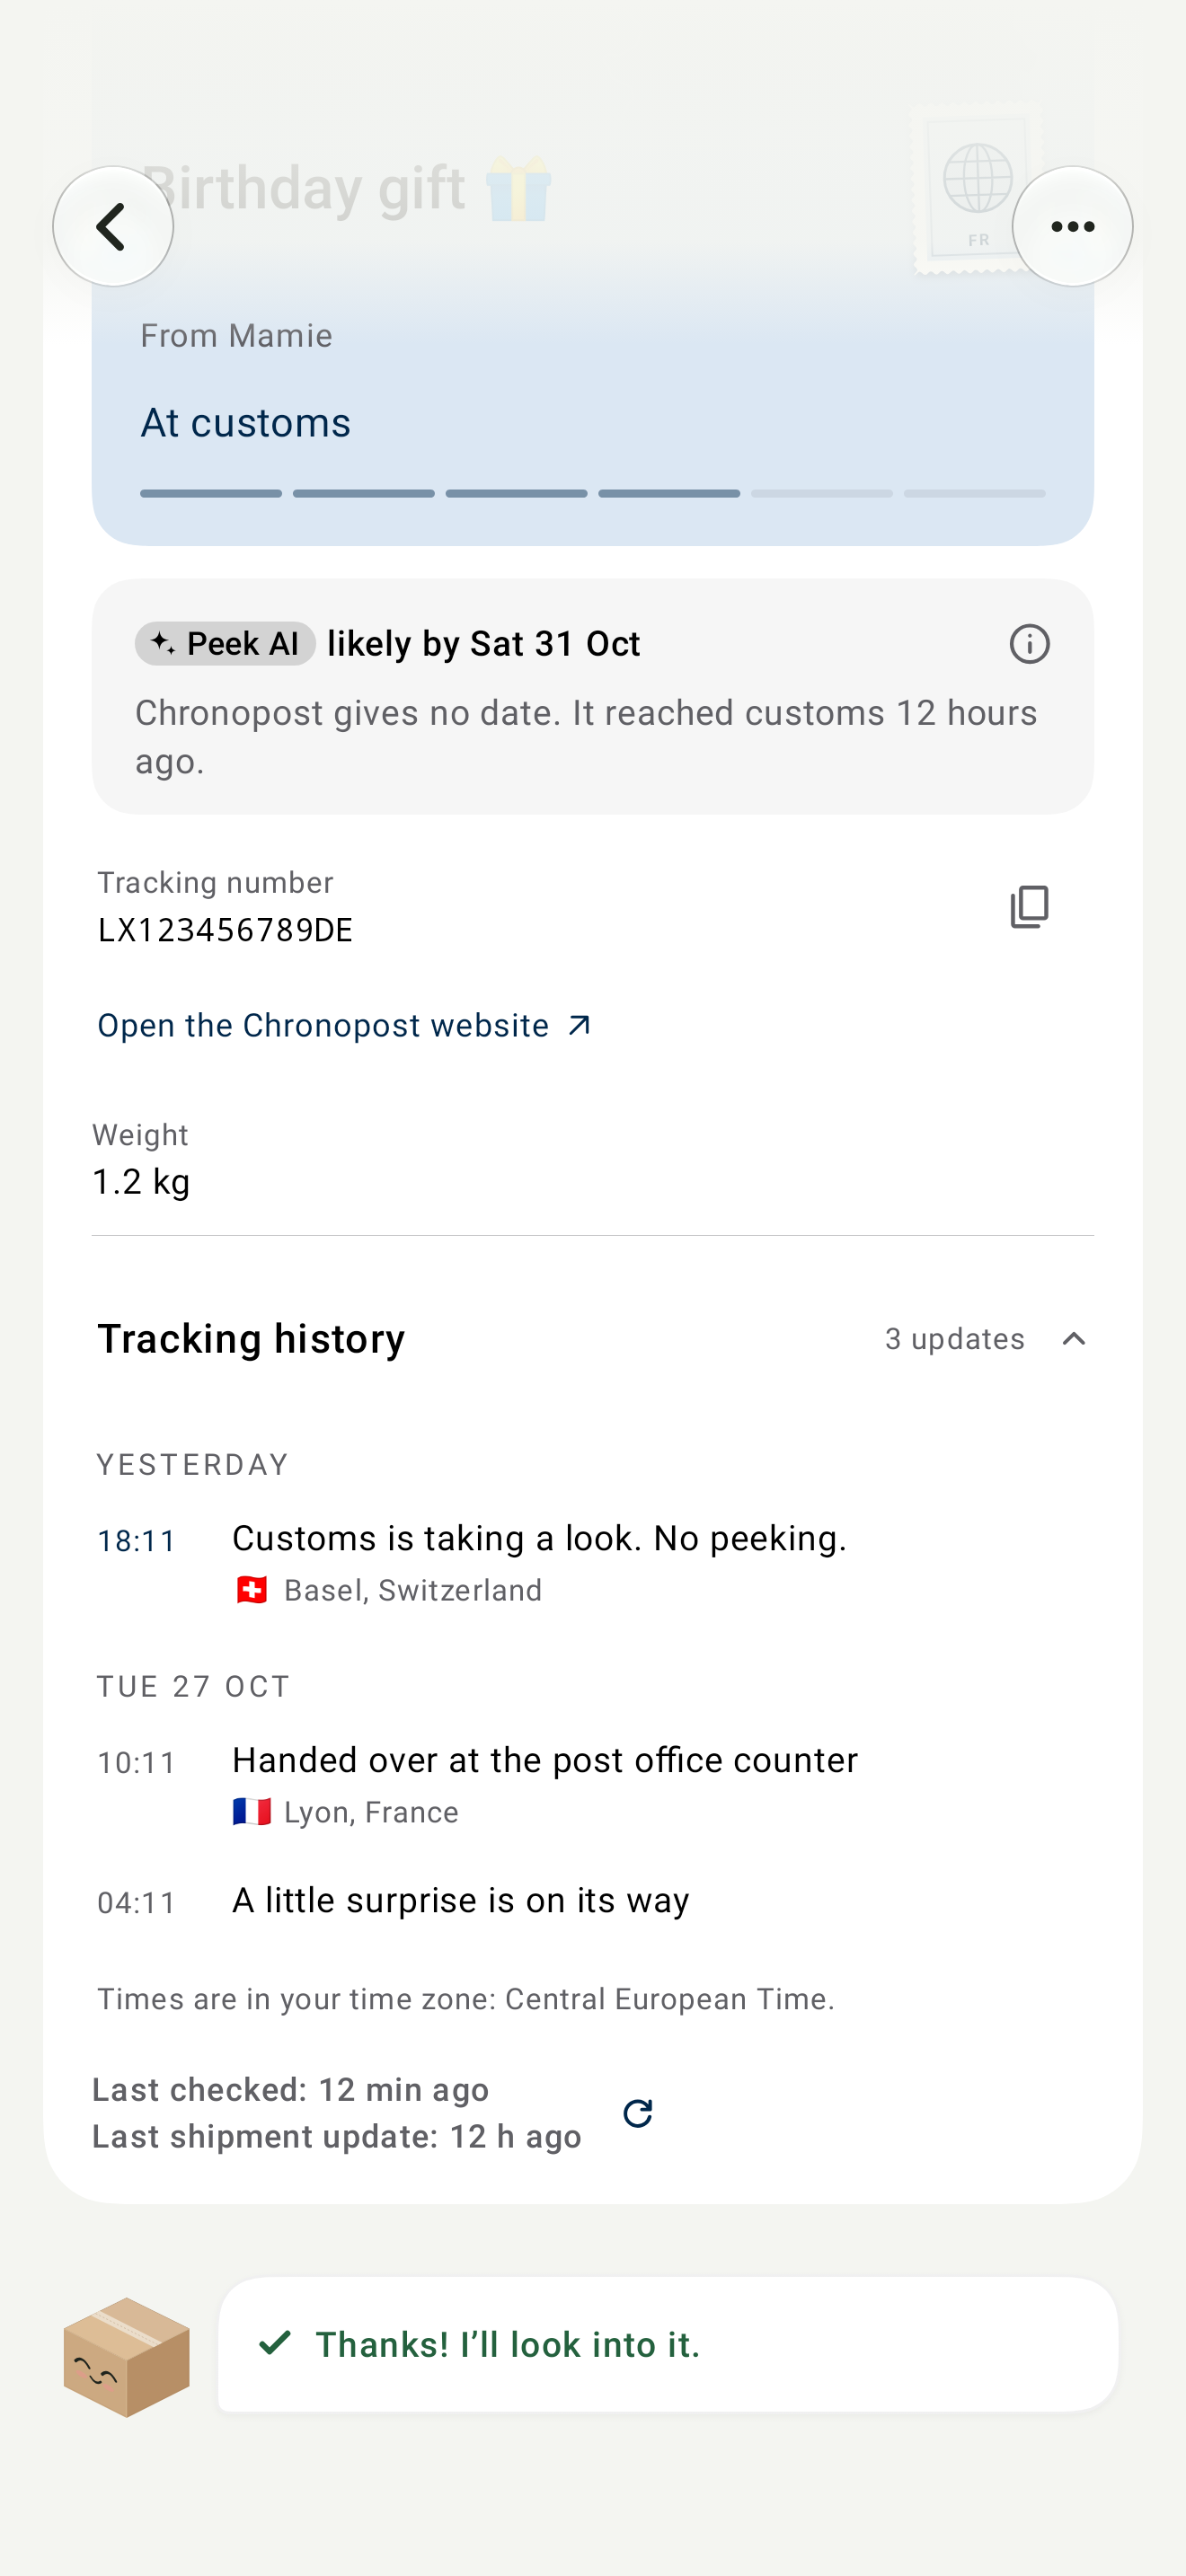 Birthday gift 🎁
FR
From Mamie
At customs
Peek AI likely by Sat 31 Oct
Chronopost gives no date. It reached customs 12 hours
ago.
Tracking number
LX123456789DE
Open the Chronopost website
Weight
1.2 kg
Tracking history
3 updates
YESTERDAY
18:11 Customs is taking a look. No peeking.
🇨🇭 Basel, Switzerland
TUE 27 OCT
10:11 Handed over at the post office counter
🇫🇷 Lyon, France
04:11 A little surprise is on its way
Times are in your time zone: Central European Time.
Last checked: 12 min ago
Last shipment update: 12 h ago
Thanks! I’ll look into it.